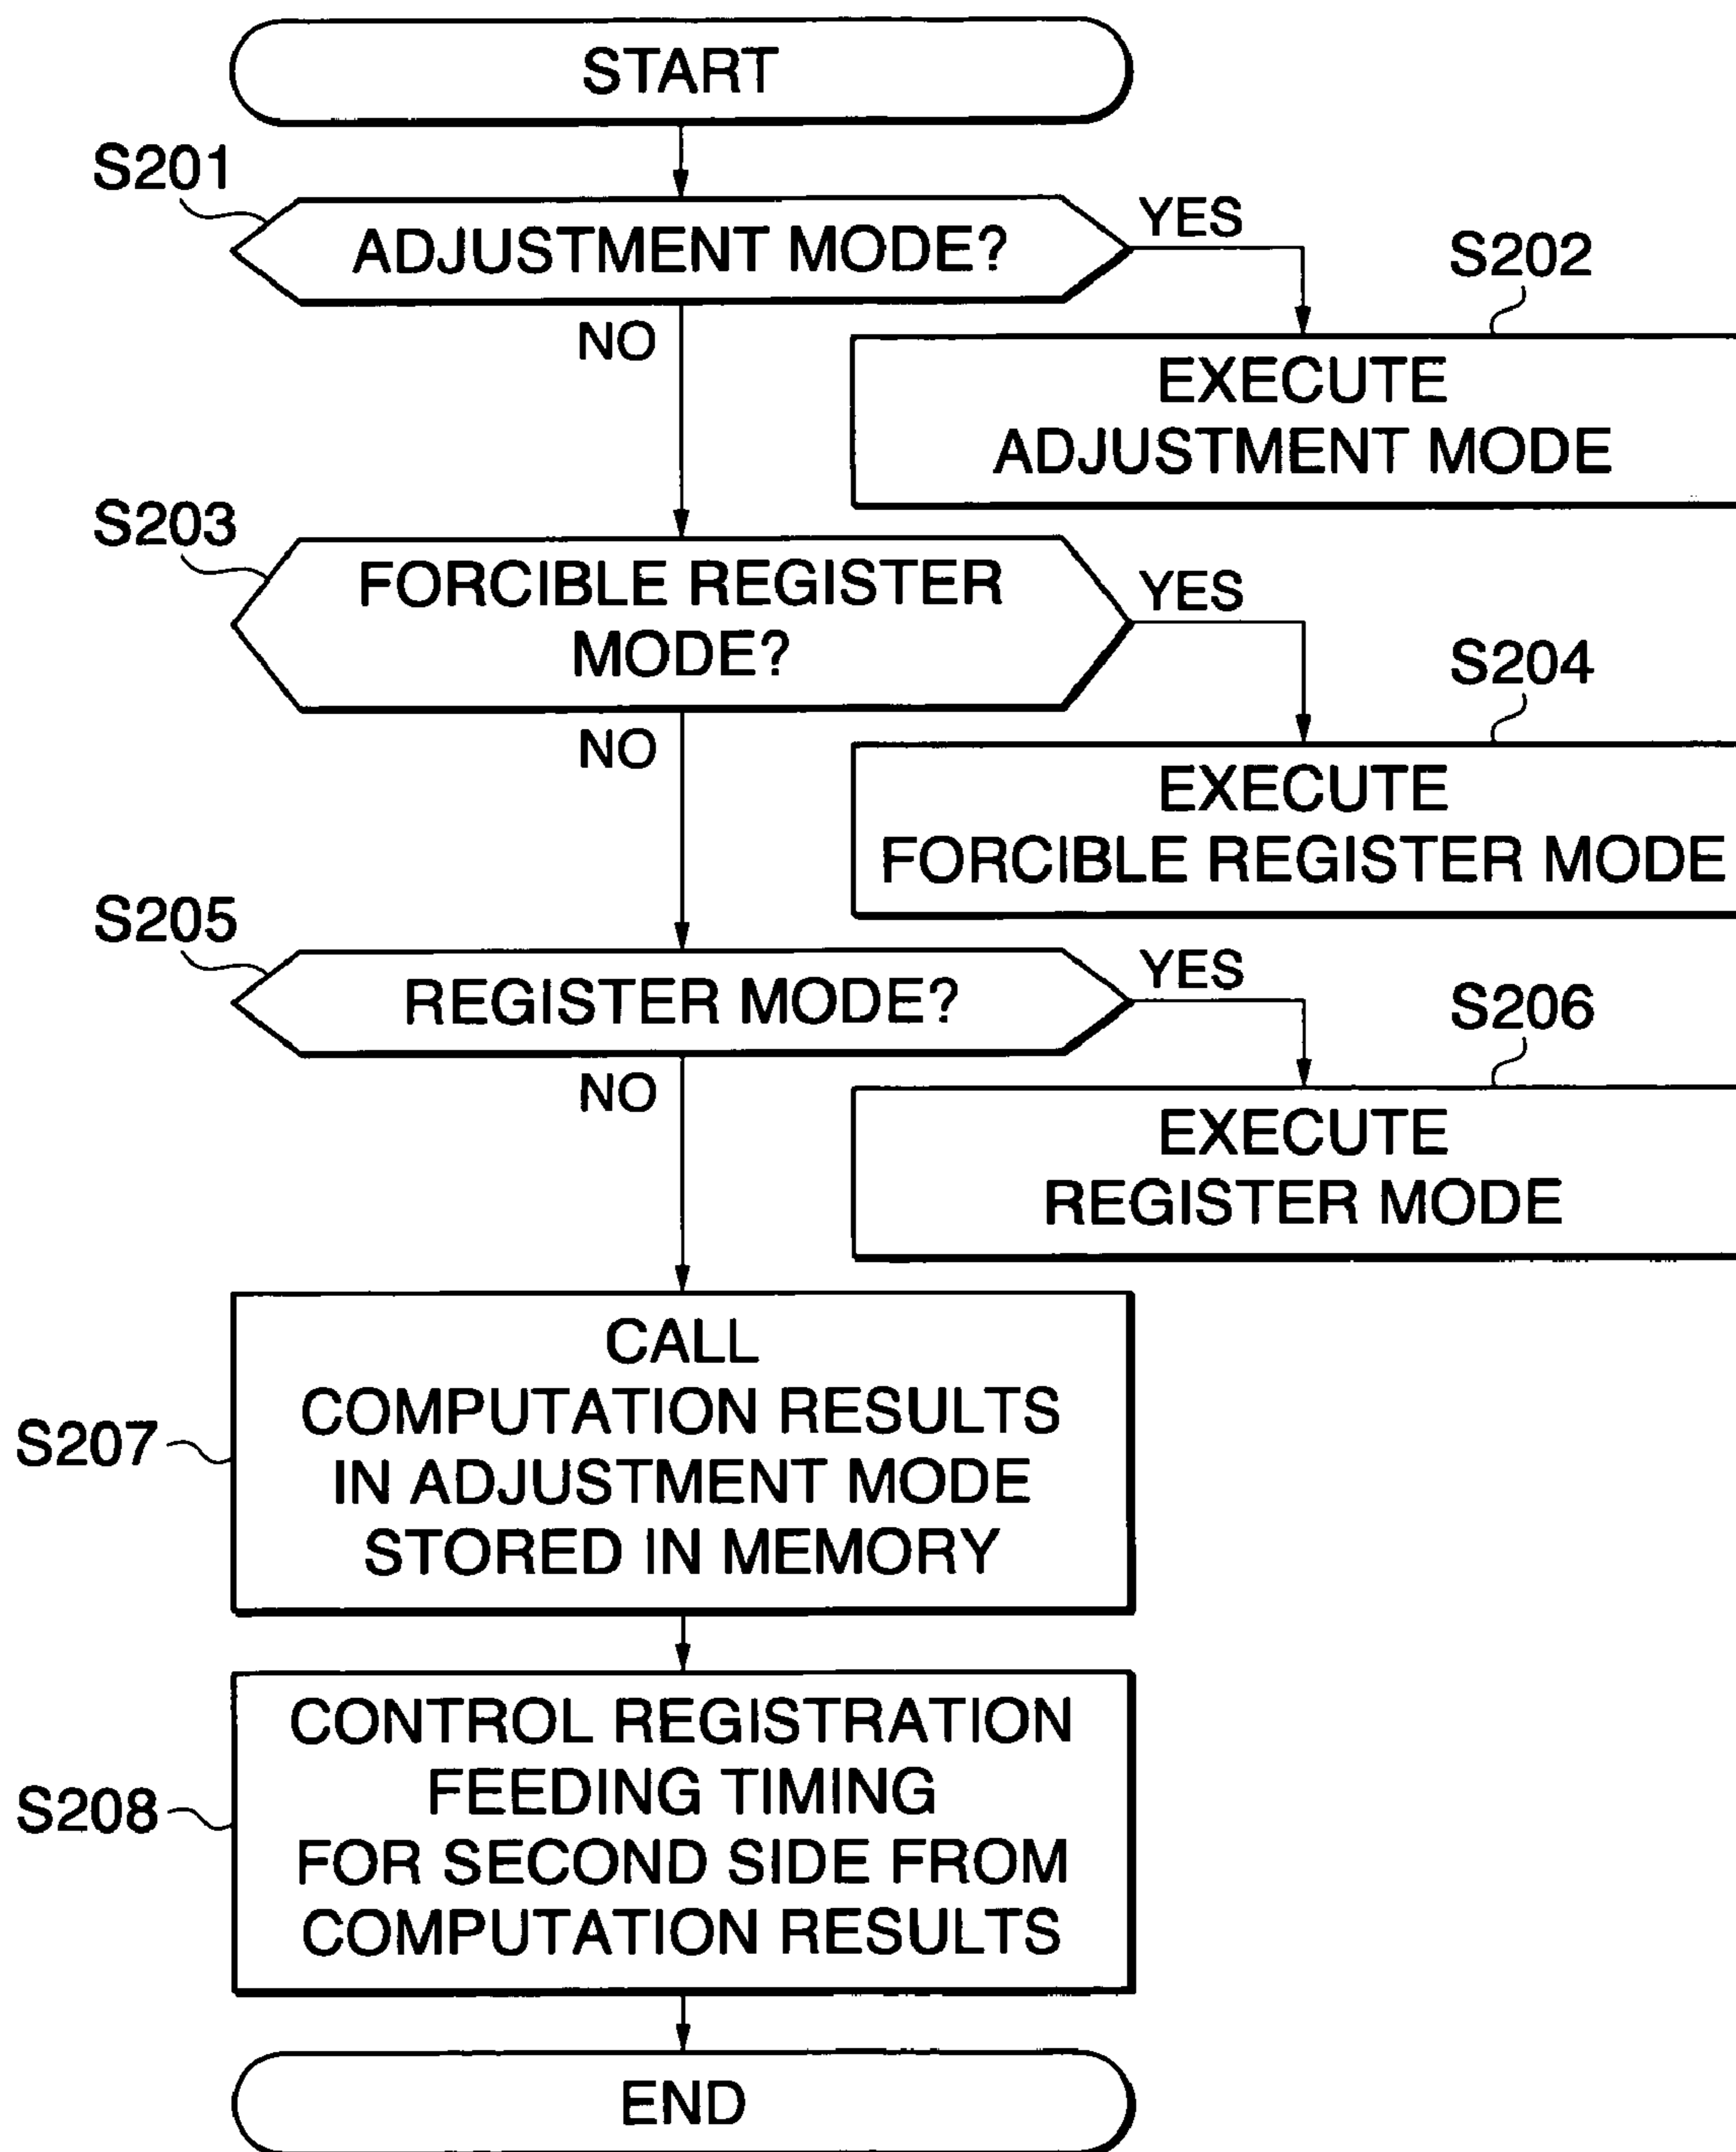 START
S201
ADJUSTMENT MODE?
YES
NO
S202
EXECUTE
ADJUSTMENT MODE
S203
FORCIBLE REGISTER
MODE?
YES
NO
S204
EXECUTE
FORCIBLE REGISTER MODE
S205
REGISTER MODE?
YES
NO
S206
EXECUTE
REGISTER MODE
S207
CALL
COMPUTATION RESULTS
IN ADJUSTMENT MODE
STORED IN MEMORY
S208
CONTROL REGISTRATION
FEEDING TIMING
FOR SECOND SIDE FROM
COMPUTATION RESULTS
END